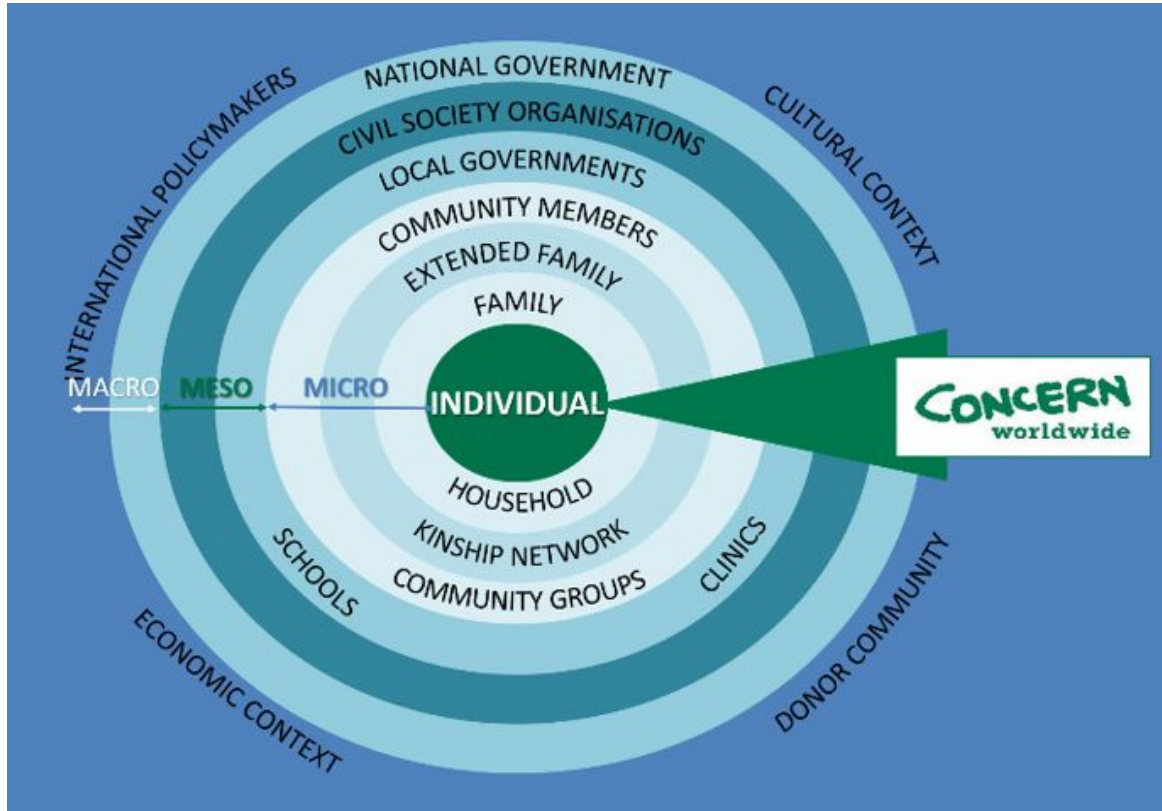 NATIONAL GOVERNMENT
INTERNATIONAL POLICYMAKERS
CULTURAL CONTEXT
CIVIL SOCIETY ORGANISATIONS
LOCAL GOVERNMENTS
COMMUNITY MEMBERS
EXTENDED FAMILY
FAMILY
MACRO
MESO
MICRO
INDIVIDUAL
CONCERN
worldwide
HOUSEHOLD
KINSHIP NETWORK
COMMUNITY GROUPS
SCHOOLS
CLINICS
ECONOMIC CONTEXT
DONOR COMMUNITY